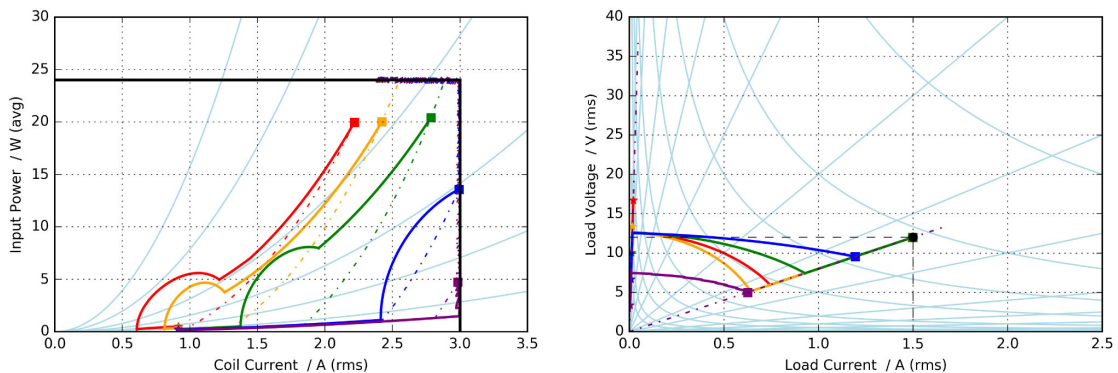 30
25
20
15
10
5
0
Input Power / W (avg)
0.0 0.5 1.0 1.5 2.0 2.5 3.0 3.5
Coil Current / A (rms)
40
35
30
25
20
15
10
5
0
Load Voltage / V (rms)
0.0 0.5 1.0 1.5 2.0 2.5
Load Current / A (rms)